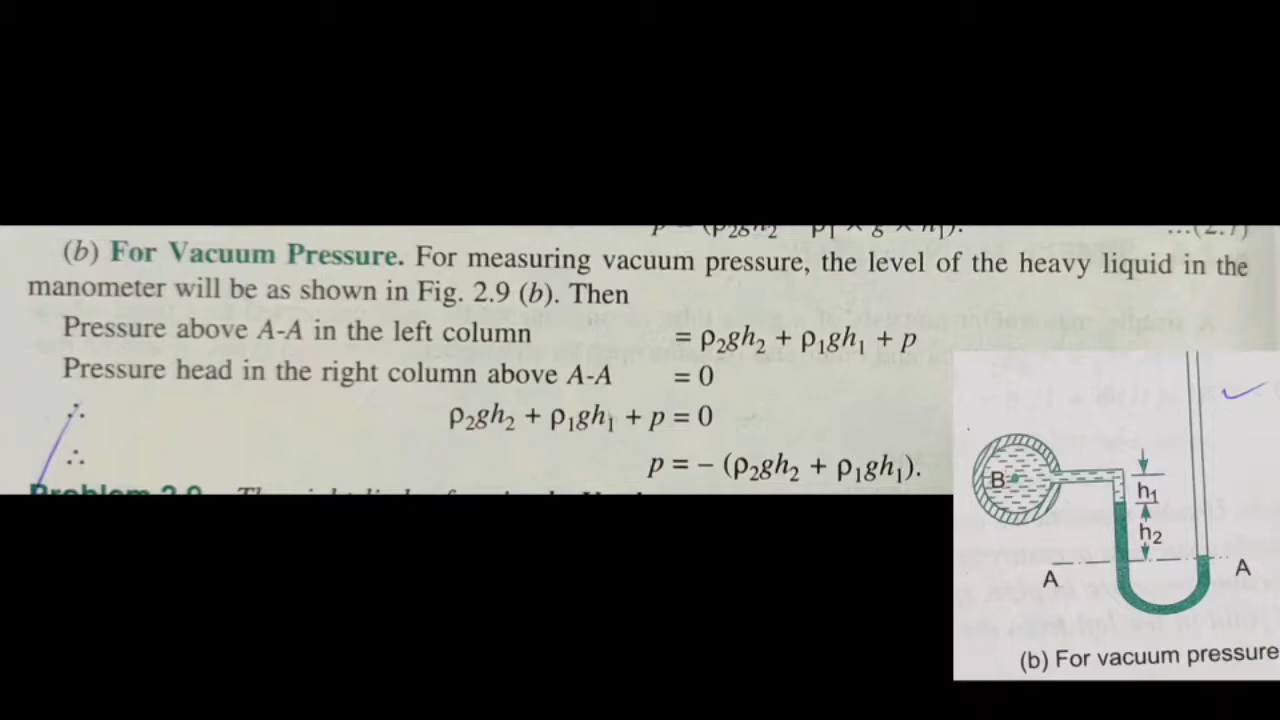 (b) For Vacuum Pressure. For measuring vacuum pressure, the level of the heavy liquid in the
manometer will be as shown in Fig. 2.9 (b). Then
Pressure above A-A in the left column = ρ₂gh₂ + ρ₁gh₁ + p
Pressure head in the right column above A-A = 0
∴ ρ₂gh₂ + ρ₁gh₁ + p = 0
∴ p = – (ρ₂gh₂ + ρ₁gh₁).
B
h₁
h₂
A A
(b) For vacuum pressure